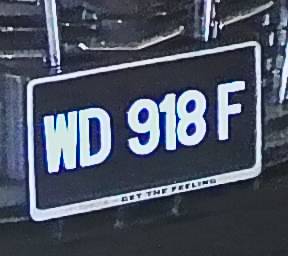 WD 918 F
GET THE FEELING